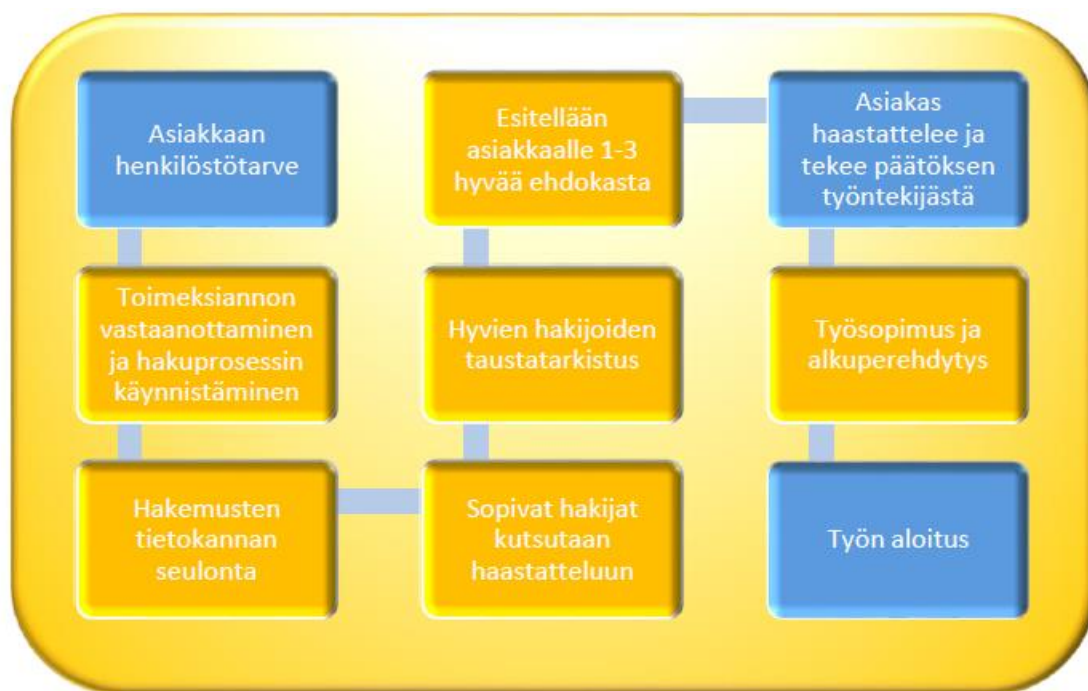 Asiakkaan
henkilöstötarve
Toimeksiannon
vastaanottaminen
ja hakuprosessin
käynnistäminen
Hakemusten
tietokannan
seulonta
Sopivat hakijat
kutsutaan
haastatteluun
Hyvien hakijoiden
taustatarkistus
Esitellään
asiakkaalle 1-3
hyvää ehdokasta
Asiakas
haastattelee ja
tekee päätöksen
työntekijästä
Työsopimus ja
alkuperehdytys
Työn aloitus